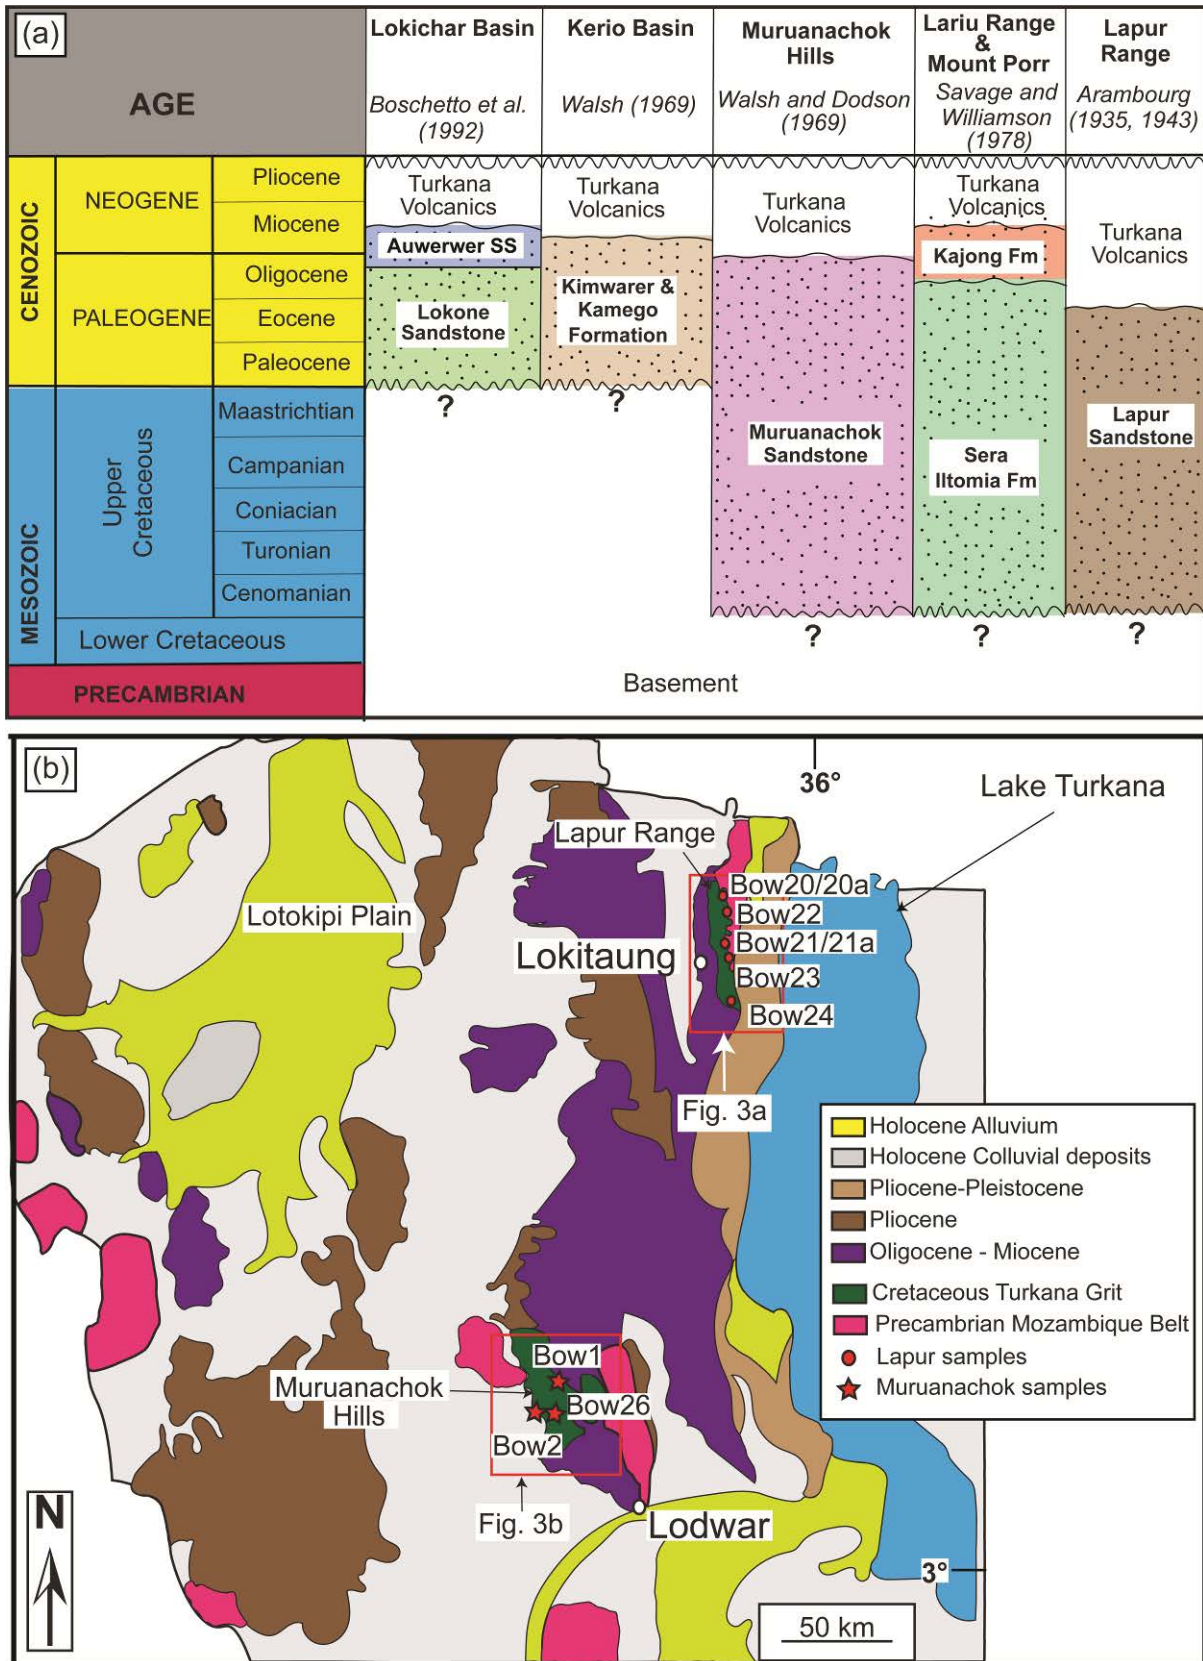 (a)
AGE
Lokichar Basin
Boschetto et al.
(1992)
Kerio Basin
Walsh (1969)
Muruanachok
Hills
Walsh and Dodson
(1969)
Lariu Range
&
Mount Porr
Savage and
Williamson
(1978)
Lapur
Range
Arambourg
(1935, 1943)
CENOZOIC
NEOGENE
Pliocene
Miocene
PALEOGENE
Oligocene
Eocene
Paleocene
MESOZOIC
Upper
Cretaceous
Maastrichtian
Campanian
Coniacian
Turonian
Cenomanian
Lower Cretaceous
PRECAMBRIAN
Turkana
Volcanics
Auwerwer SS
Lokone
Sandstone
?
Turkana
Volcanics
Kimwarer &
Kamego
Formation
?
Turkana
Volcanics
Muruanachok
Sandstone
?
Turkana
Volcanics
Kajong Fm
Sera
Iltomia Fm
?
Turkana
Volcanics
Lapur
Sandstone
?
Basement
(b)
36°
Lake Turkana
Lapur Range
Lotokipi Plain
Lokitaung
Bow20/20a
Bow22
Bow21/21a
Bow23
Bow24
Fig. 3a
Holocene Alluvium
Holocene Colluvial deposits
Pliocene-Pleistocene
Pliocene
Oligocene - Miocene
Cretaceous Turkana Grit
Precambrian Mozambique Belt
Lapur samples
Muruanachok samples
Muruanachok
Hills
Bow1
Bow26
Bow2
Fig. 3b
Lodwar
N
3°
50 km